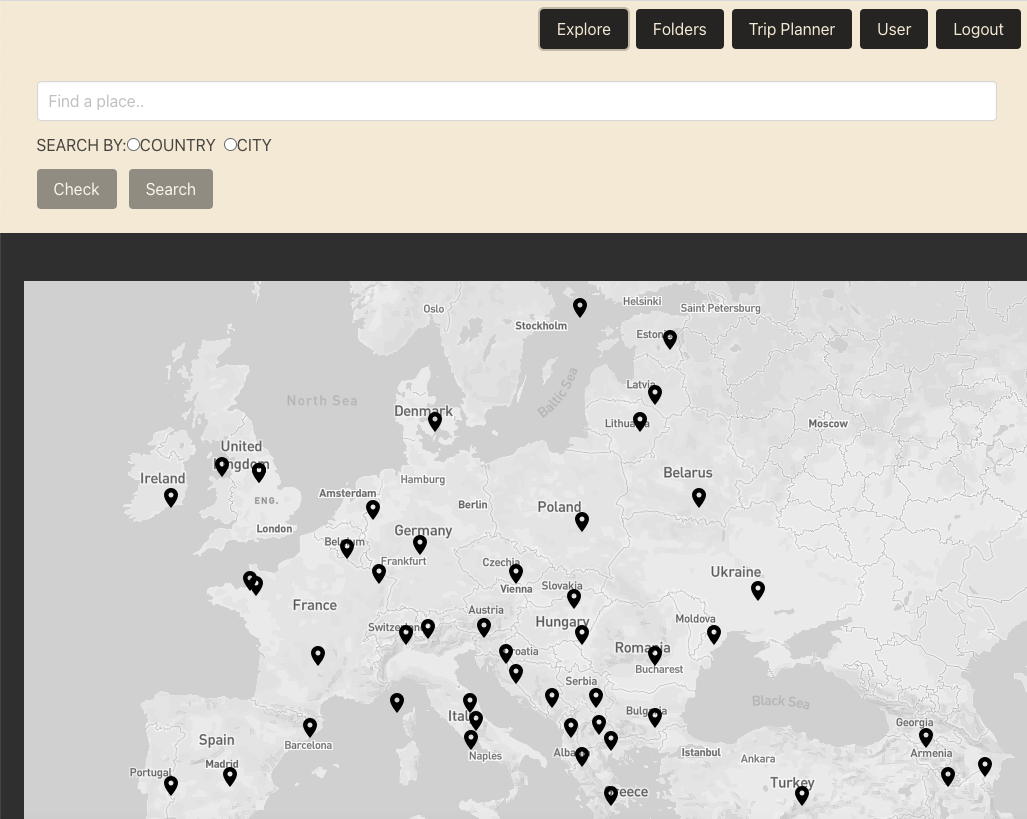 Explore
Folders
Trip Planner
User
Logout
Find a place..
SEARCH BY: COUNTRY CITY
Check
Search
Oslo
Helsinki
Saint Petersburg
Stockholm
Eston
Baltic Sea
Latvia
North Sea
Denmark
Lithua ia
Moscow
United
Kingdom
Ireland
Belarus
Hamburg
Amsterdam
ENG.
Berlin
Poland
London
Germany
Belgium
Frankfurt
Czechia
Ukraine
Vienna
Slovakia
France
Austria
Hungary
Moldova
Switzerland
Romania
Croatia
Bucharest
Serbia
Black Sea
Italy
Bulgaria
Georgia
Spain
Barcelona
Naples
Albania
Istanbul
Ankara
Armenia
Madrid
Portugal
Turkey
Greece